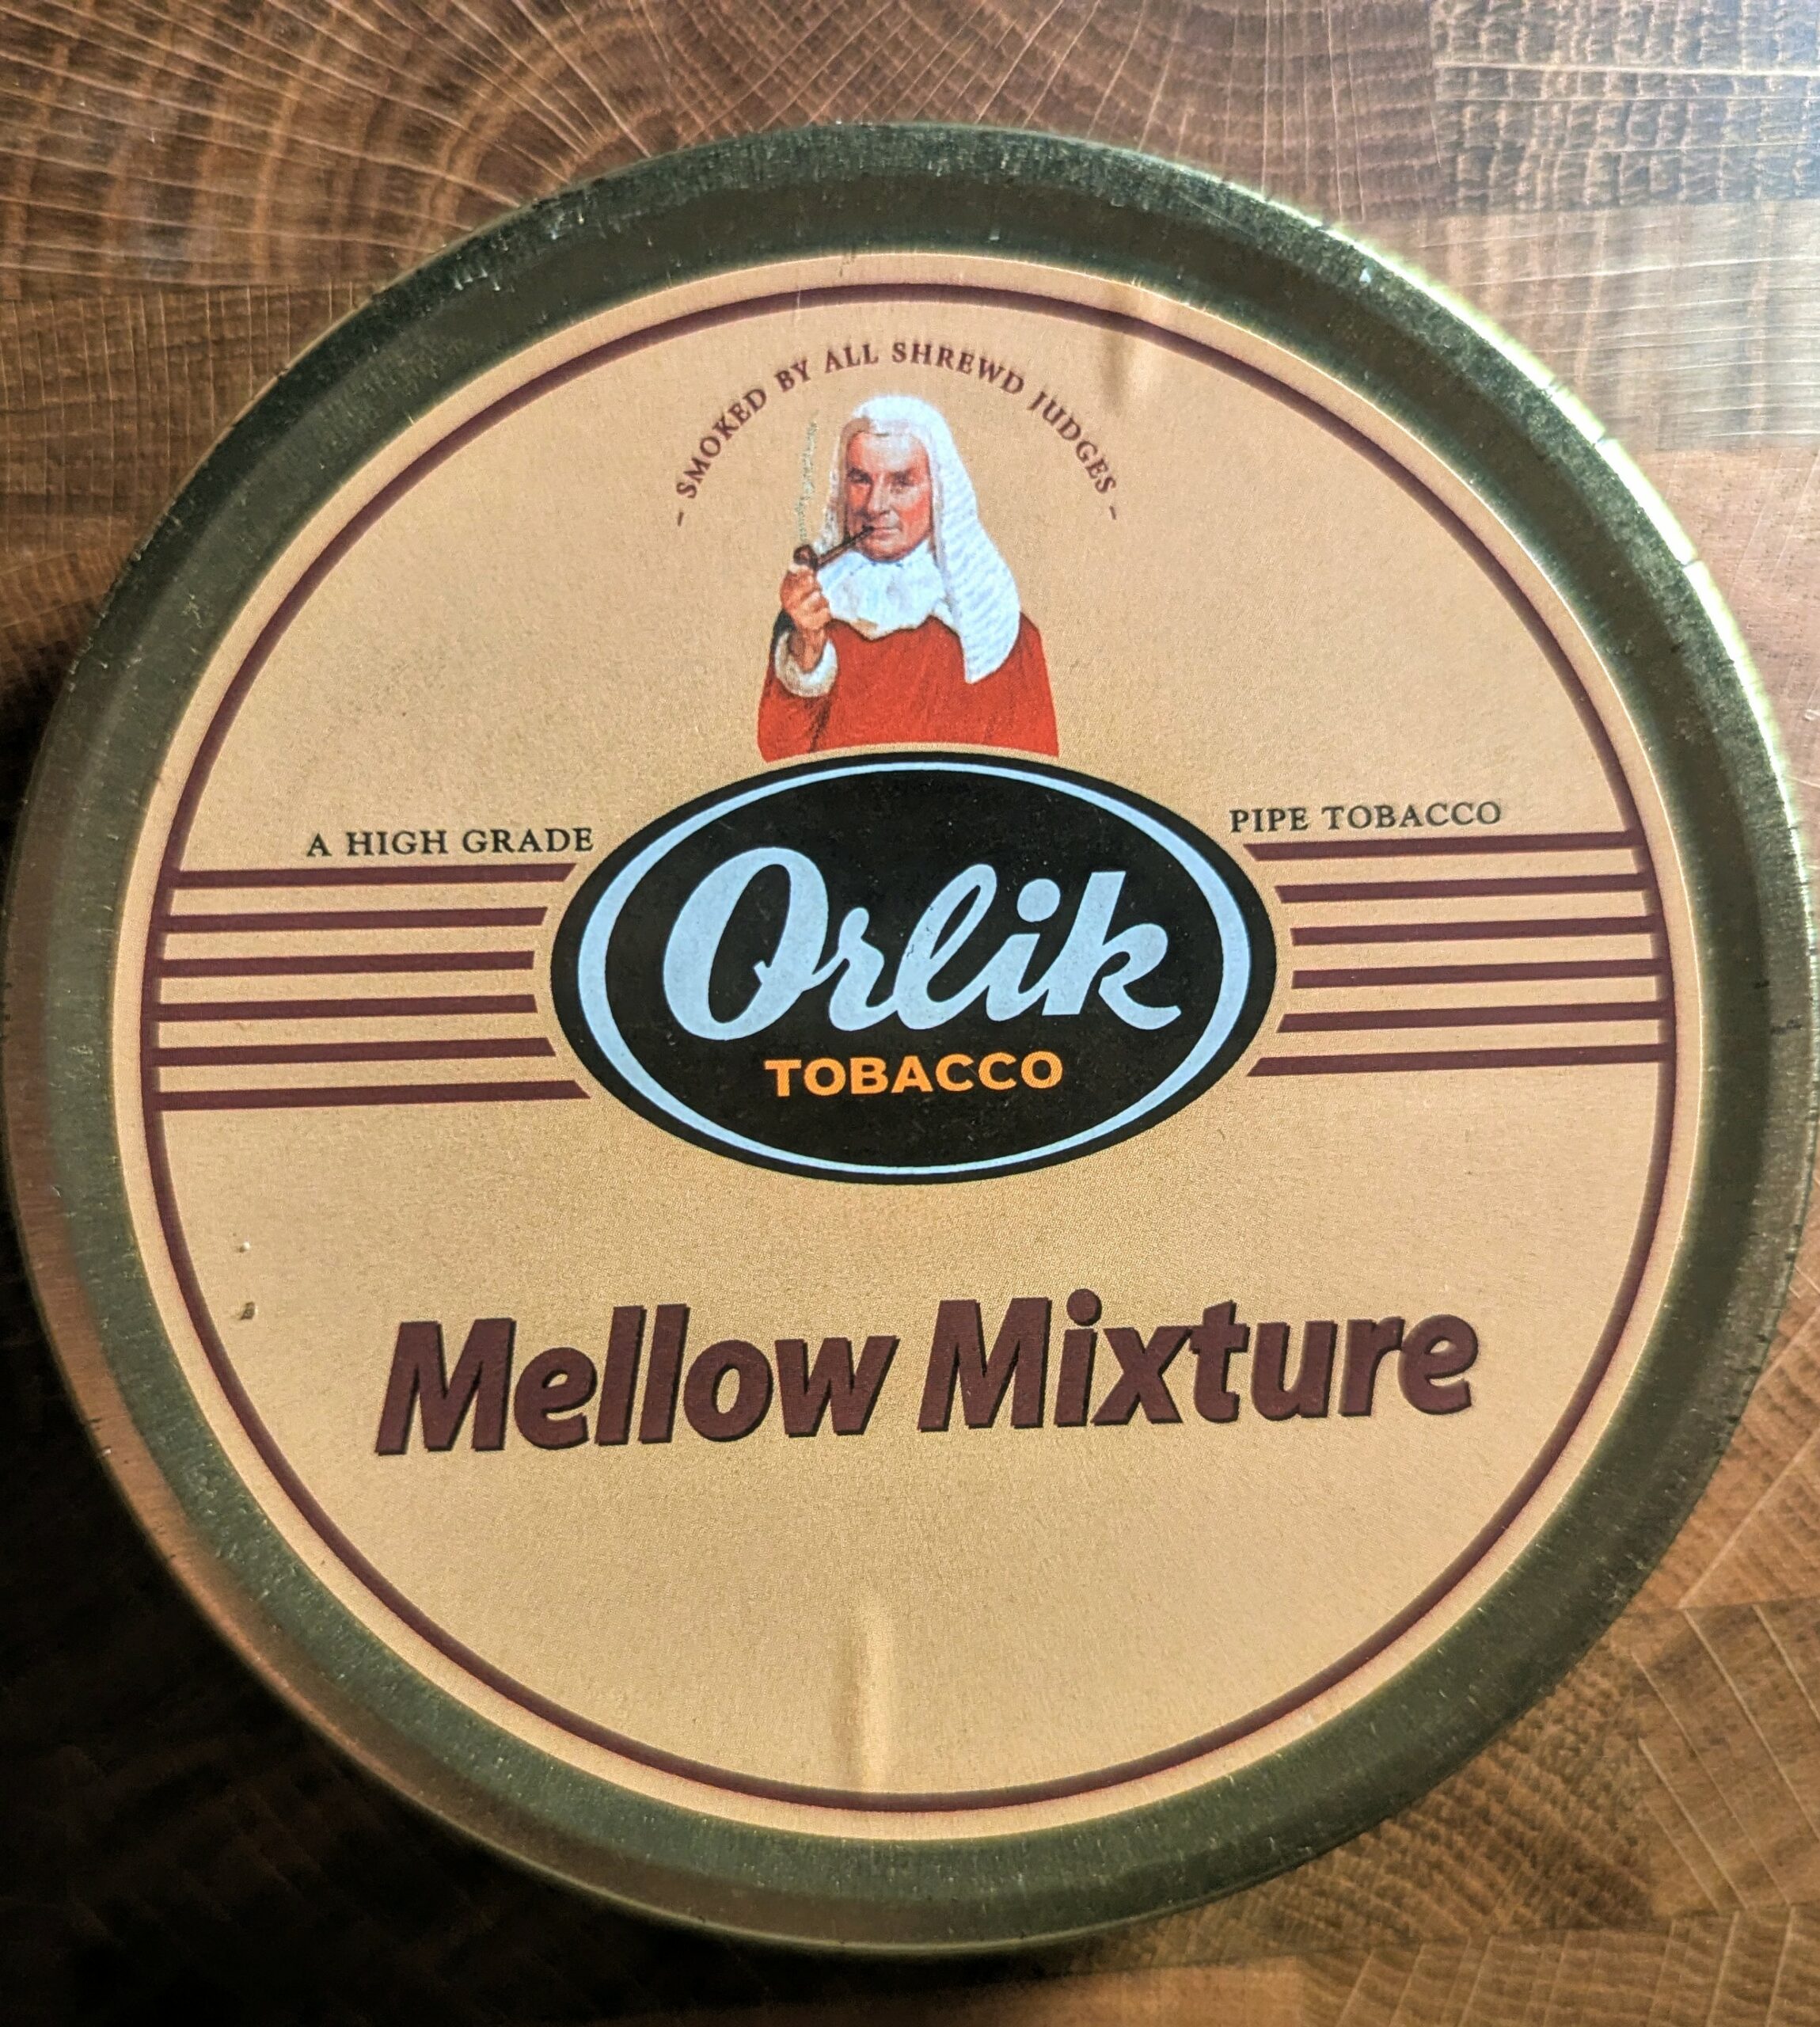 - SMOKED BY ALL SHREWD JUDGES -
A HIGH GRADE
PIPE TOBACCO
Orlik
TOBACCO
Mellow Mixture